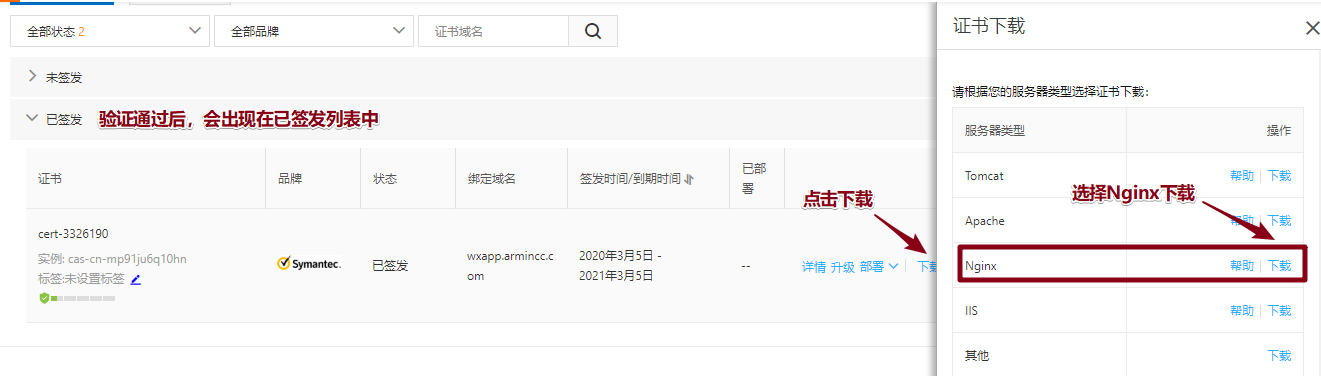 全部状态 2
全部品牌
证书域名
未签发
已签发
验证通过后，会出现在已签发列表中
证书
品牌
状态
绑定域名
签发时间/到期时间
已部
署
点击下载
cert-3326190
实例: cas-cn-mp91ju6q10hn
标签:未设置标签
Symantec.
已签发
wxapp.armincc.c
om
2020年3月5日 -
2021年3月5日
--
详情 升级 部署
下载
证书下载
请根据您的服务器类型选择证书下载：
服务器类型
操作
Tomcat
帮助 下载
选择Nginx下载
Apache
帮助 下载
Nginx
帮助 下载
IIS
帮助 下载
其他
下载